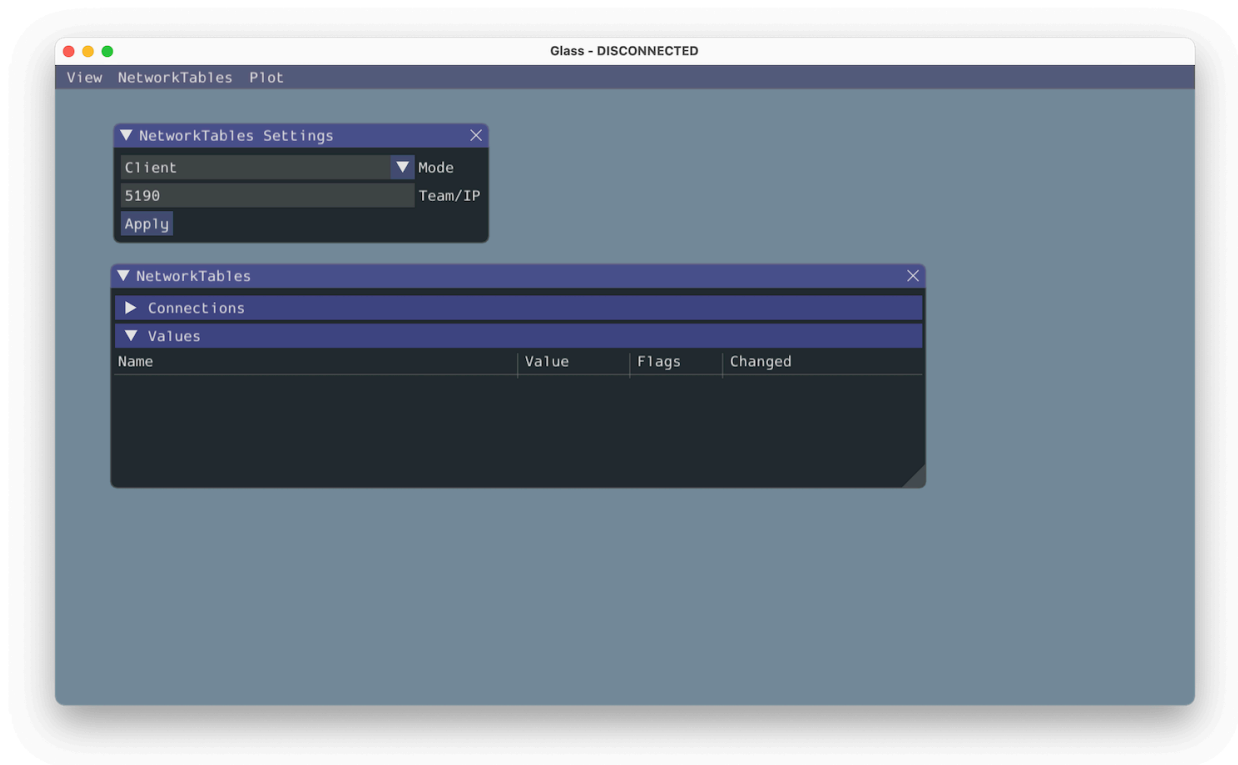 Glass - DISCONNECTED
View NetworkTables Plot
NetworkTables Settings
Client Mode
5190 Team/IP
Apply
NetworkTables
Connections
Values
Name Value Flags Changed